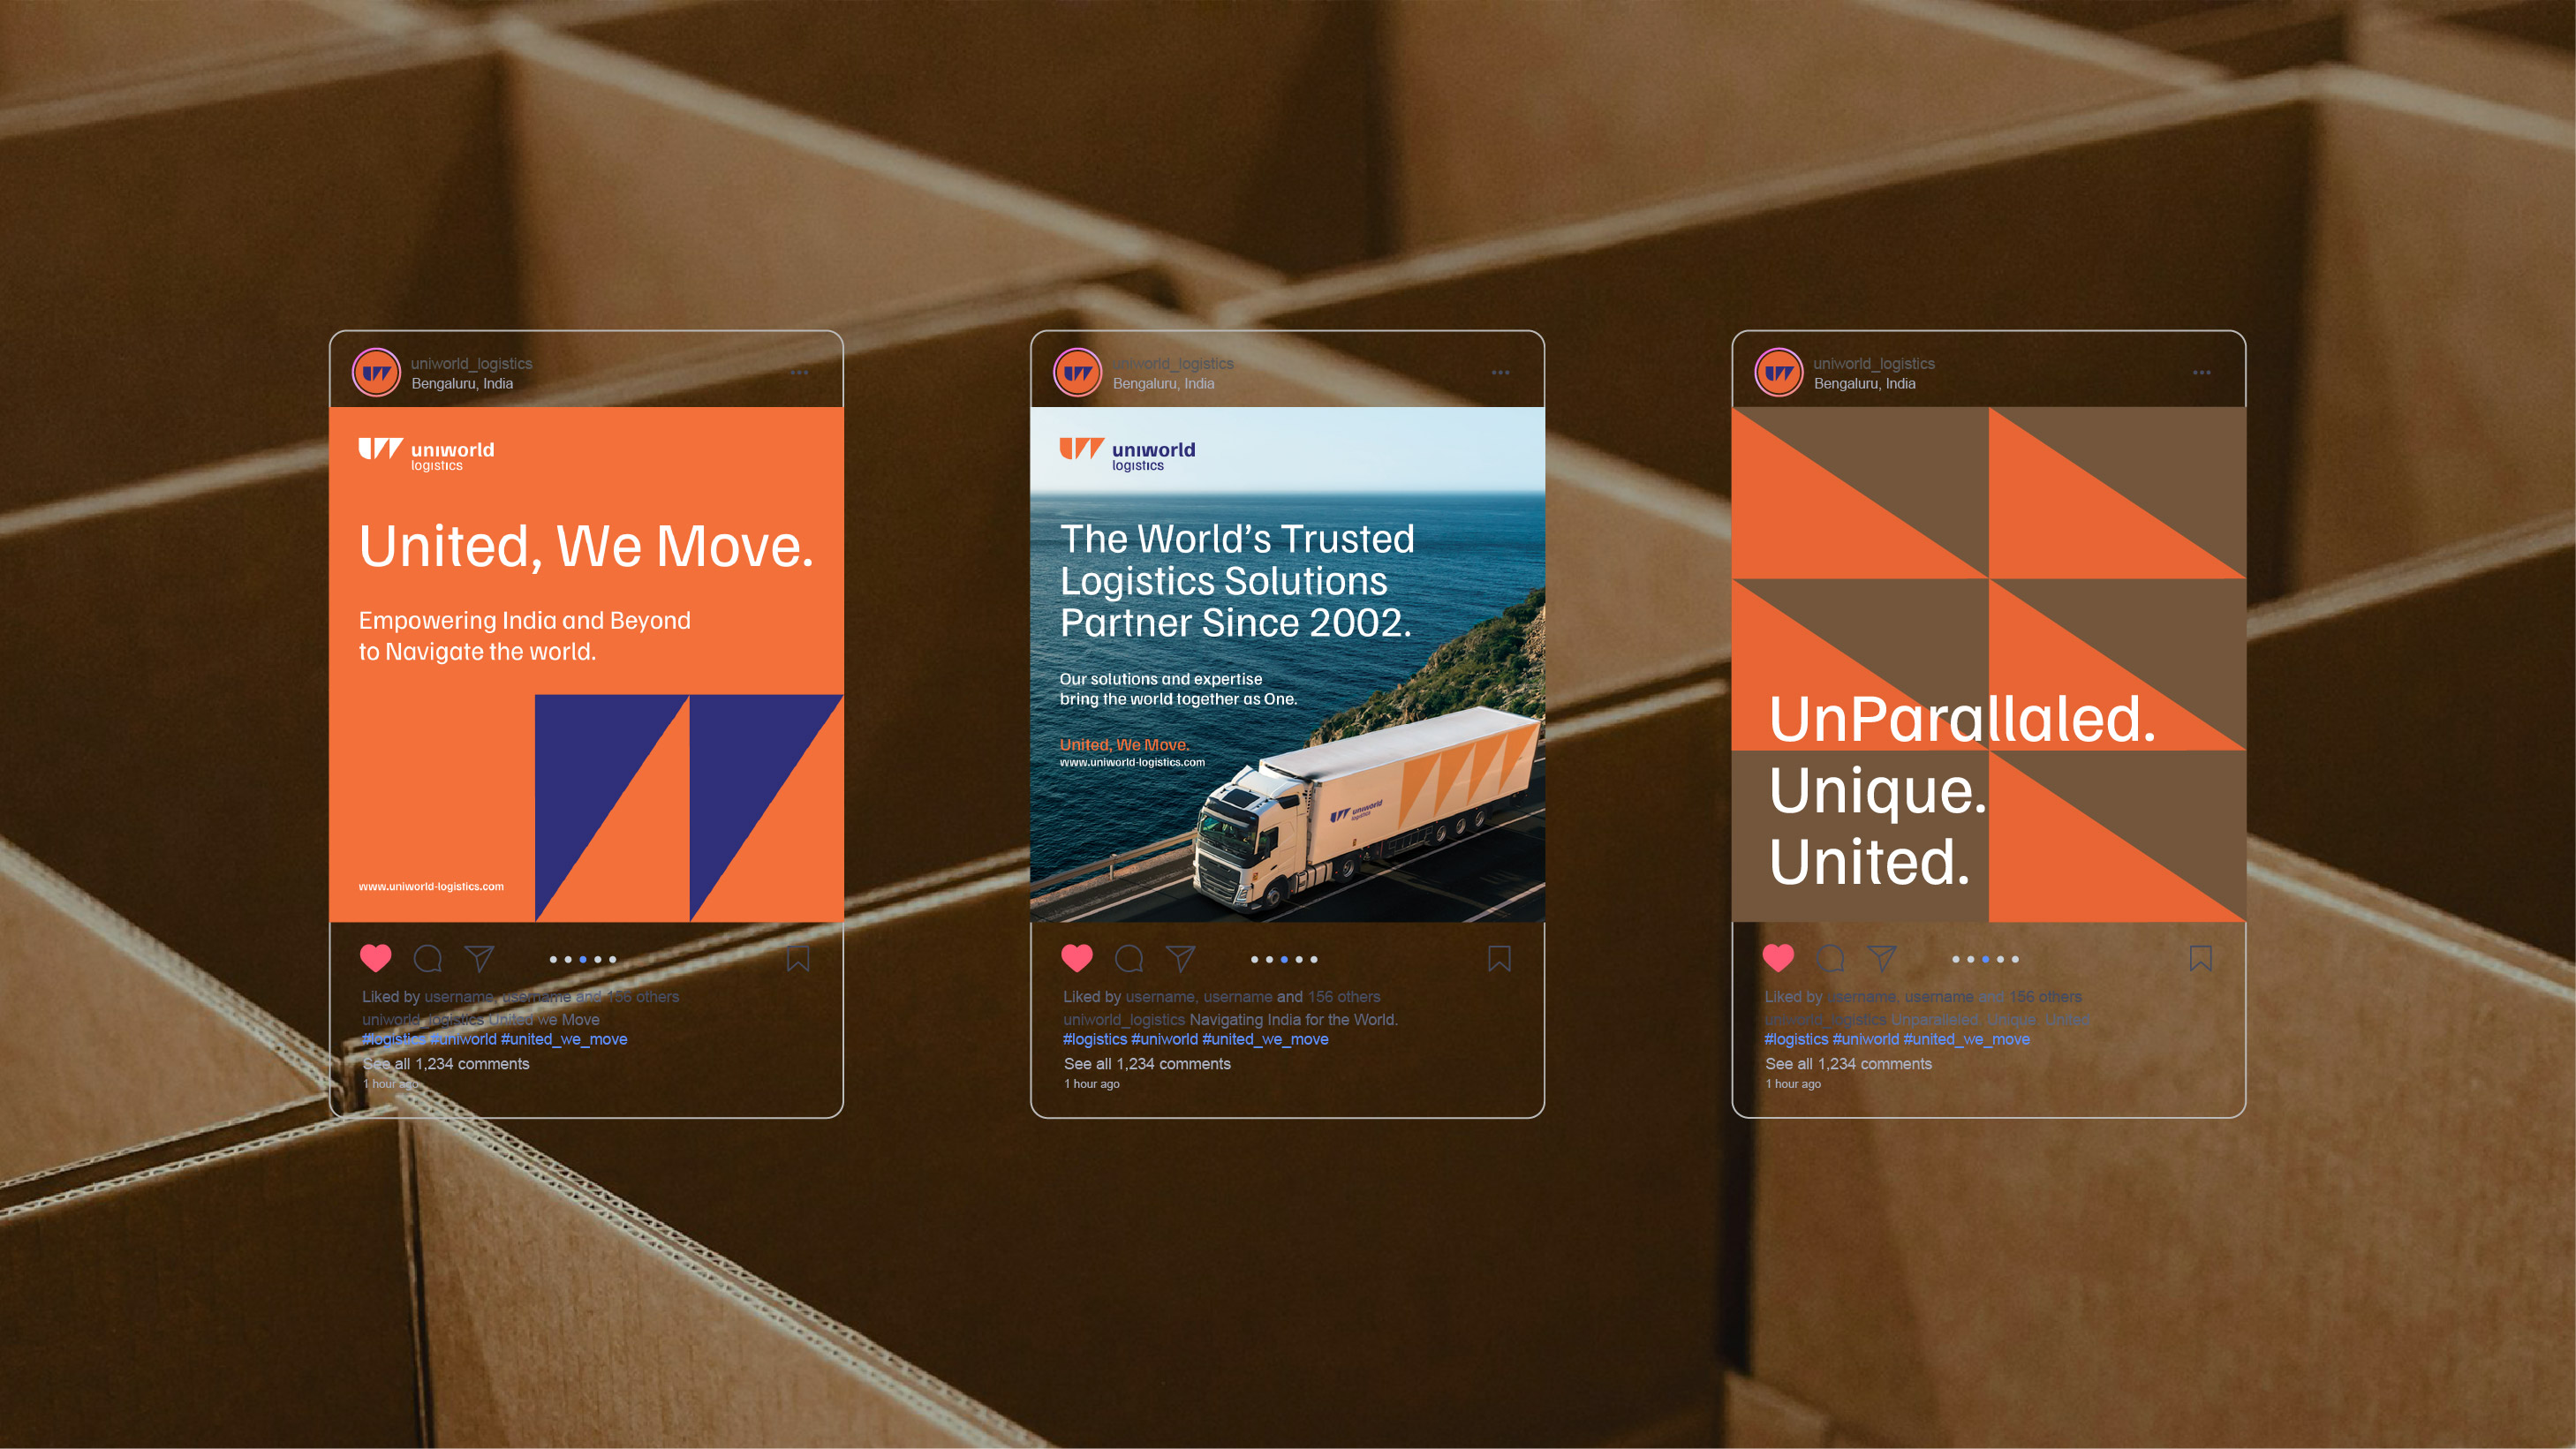 uniworld_logistics
Bengaluru, India
uniworld
logistics
United, We Move.
Empowering India and Beyond
to Navigate the world.
www.uniworld-logistics.com
Liked by username, username and 156 others
uniworld_logistics United we Move
#logistics #uniworld #united_we_move
See all 1,234 comments
1 hour ago
uniworld_logistics
Bengaluru, India
uniworld
logistics
The World's Trusted
Logistics Solutions
Partner Since 2002.
Our solutions and expertise
bring the world together as One.
United, We Move.
www.uniworld-logistics.com
uniworld
logistics
Liked by username, username and 156 others
uniworld_logistics Navigating India for the World.
#logistics #uniworld #united_we_move
See all 1,234 comments
1 hour ago
uniworld_logistics
Bengaluru, India
UnParallaled.
Unique.
United.
Liked by username, username and 156 others
uniworld_logistics Unparalleled. Unique. United
#logistics #uniworld #united_we_move
See all 1,234 comments
1 hour ago